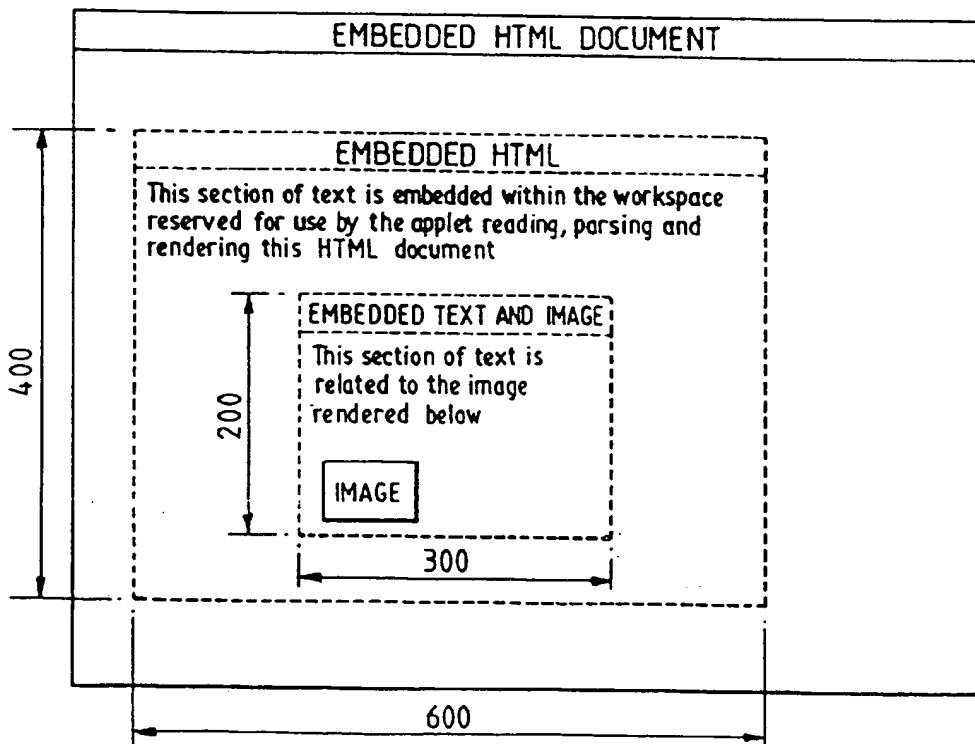 EMBEDDED HTML DOCUMENT
EMBEDDED HTML
This section of text is embedded within the workspace
reserved for use by the applet reading, parsing and
rendering this HTML document
EMBEDDED TEXT AND IMAGE
This section of text is
related to the image
rendered below
IMAGE
400
200
300
600